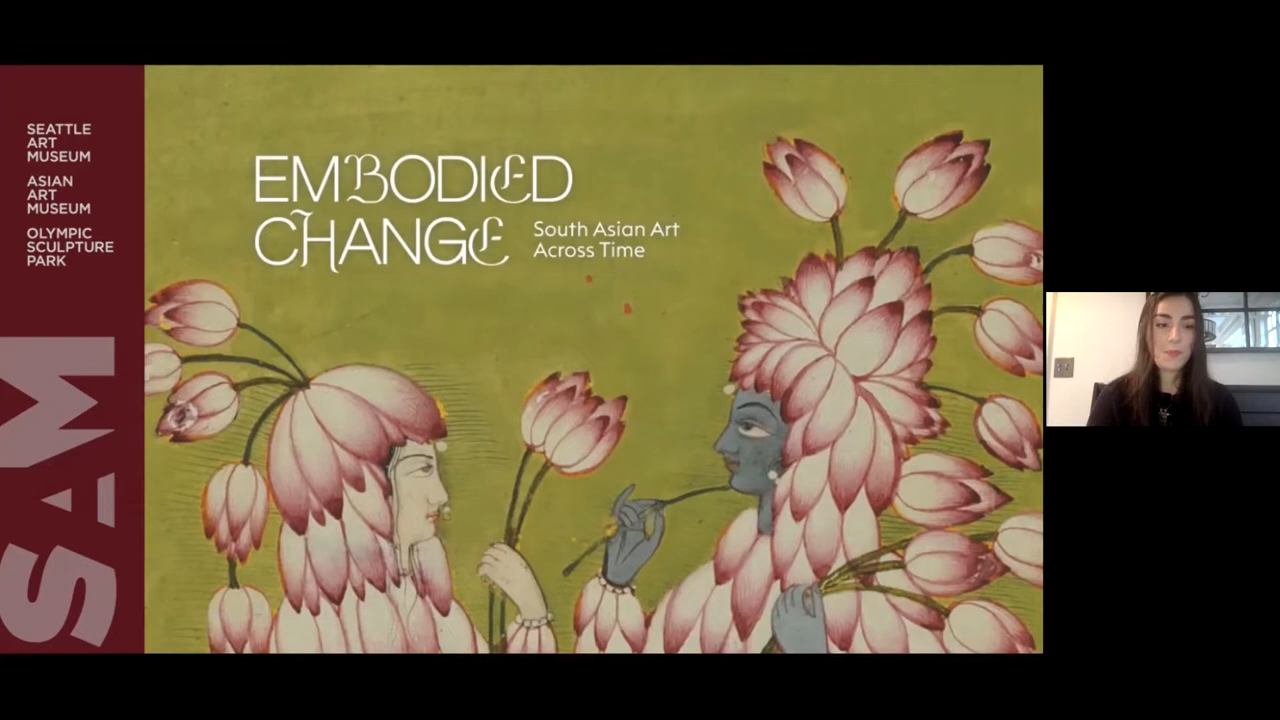 SEATTLE
ART
MUSEUM
ASIAN
ART
MUSEUM
OLYMPIC
SCULPTURE
PARK
SAM
EMBODIED
CHANGE
South Asian Art
Across Time